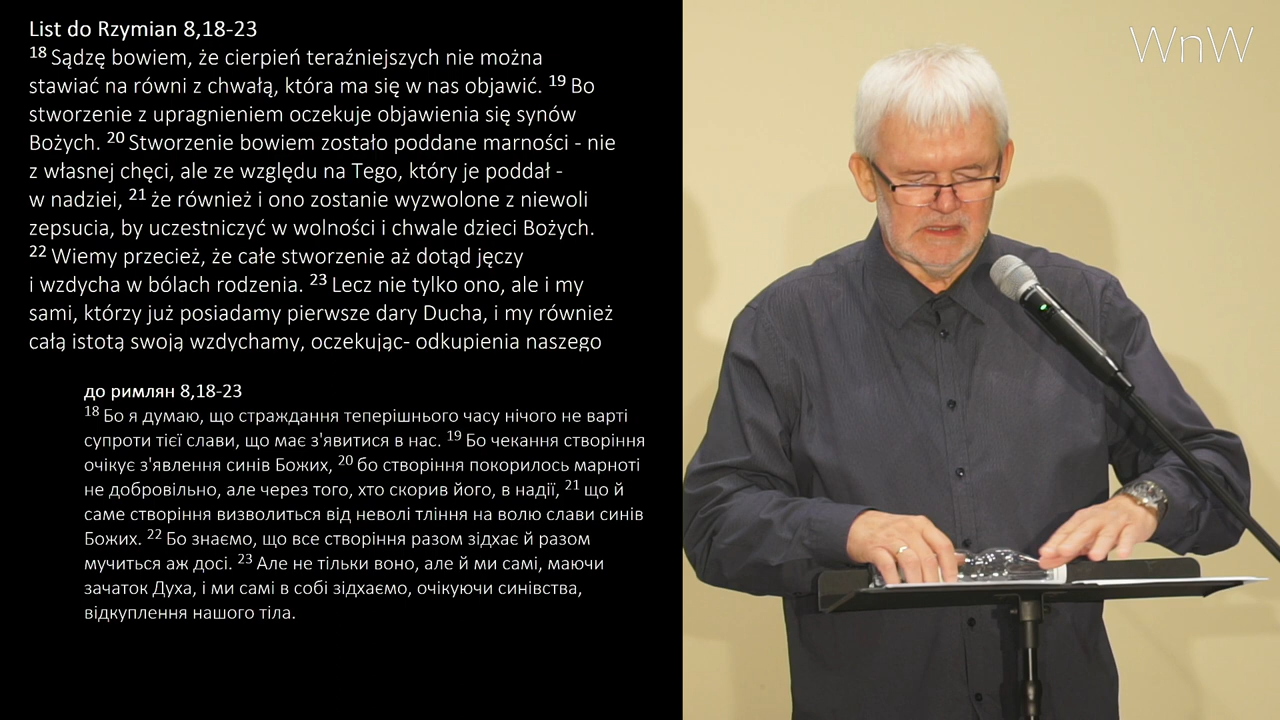 List do Rzymian 8,18-23
18 Sądzę bowiem, że cierpień teraźniejszych nie można
stawiać na równi z chwałą, która ma się w nas objawić. 19 Bo
stworzenie z upragnieniem oczekuje objawienia się synów
Bożych. 20 Stworzenie bowiem zostało poddane marności - nie
z własnej chęci, ale ze względu na Tego, który je poddał -
w nadziei, 21 że również i ono zostanie wyzwolone z niewoli
zepsucia, by uczestniczyć w wolności i chwale dzieci Bożych.
22 Wiemy przecież, że całe stworzenie aż dotąd jęczy
i wzdycha w bólach rodzenia. 23 Lecz nie tylko ono, ale i my
sami, którzy już posiadamy pierwsze dary Ducha, i my również
całą istotą swoją wzdychamy, oczekując- odkupienia naszego
до римлян 8,18-23
18 Бо я думаю, що страждання теперішнього часу нічого не варті
супроти тієї слави, що має з'явитися в нас. 19 Бо чекання створіння
очікує з'явлення синів Божих, 20 бо створіння покорилось марноті
не добровільно, але через того, хто скорив його, в надії, 21 що й
саме створіння визволиться від неволі тління на волю слави синів
Божих. 22 Бо знаємо, що все створіння разом зідхає й разом
мучиться аж досі. 23 Але не тільки воно, але й ми самі, маючи
зачаток Духа, і ми самі в собі зідхаємо, очікуючи синівства,
відкуплення нашого тіла.
WnW